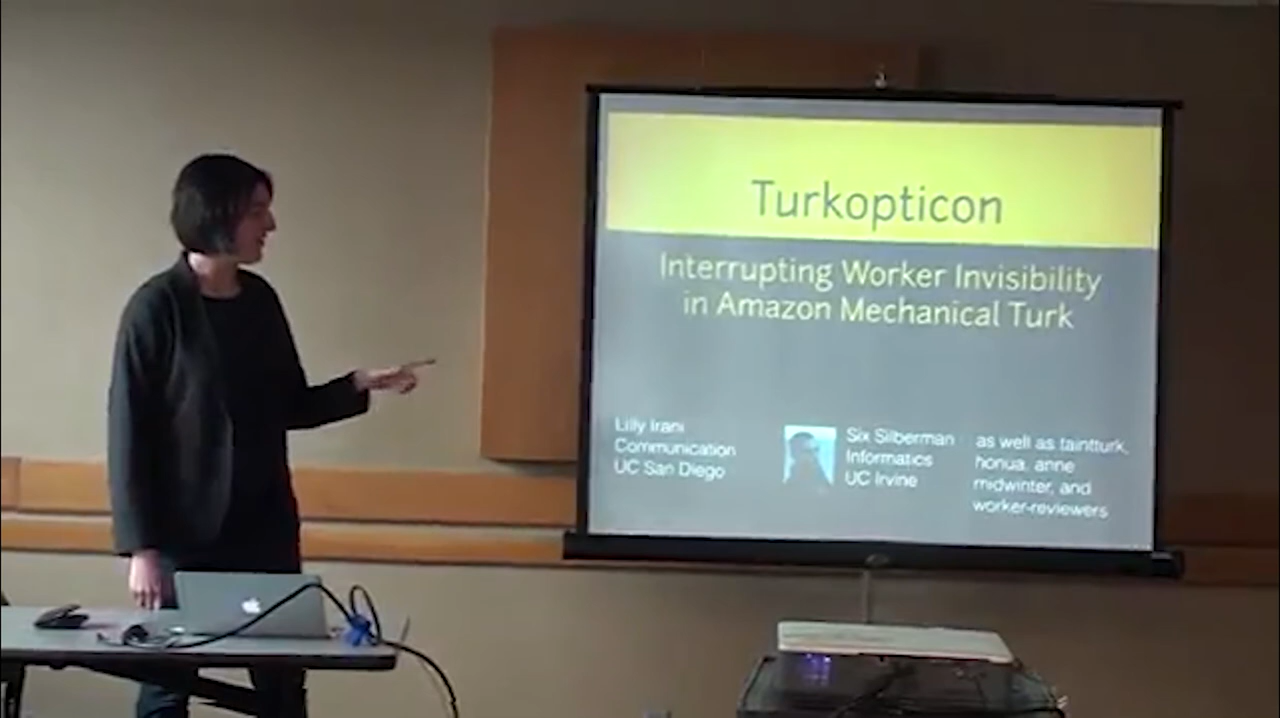 Turkopticon
Interrupting Worker Invisibility
in Amazon Mechanical Turk
Lilly Irani
Communication
UC San Diego
Six Silberman
Informatics
UC Irvine
as well as taintturk,
honua, anne
midwinter, and
worker-reviewers